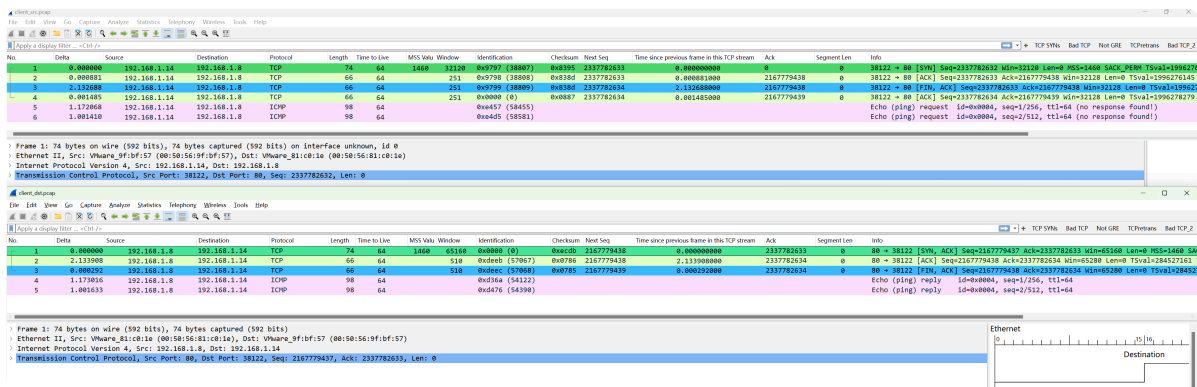 client_src.pcap
File Edit View Go Capture Analyze Statistics Telephony Wireless Tools Help
Apply a display filter ... <Ctrl-/>
+ TCP SYNs Bad TCP Not GRE TCPretrans Bad TCP_2
No. Delta Source Destination Protocol Length Time to Live MSS Valu Window Identification Checksum Next Seq Time since previous frame in this TCP stream Ack Segment Len Info
1 0.000000 192.168.1.14 192.168.1.8 TCP 74 64 1460 32120 0x9797 (38807) 0x8395 2337782633 0.000000000 0 0 38122 → 80 [SYN] Seq=2337782632 Win=32120 Len=0 MSS=1460 SACK_PERM TSval=1996276
2 0.000881 192.168.1.14 192.168.1.8 TCP 66 64 251 0x9798 (38808) 0x838d 2337782633 0.000881000 2167779438 0 38122 → 80 [ACK] Seq=2337782633 Ack=2167779438 Win=32128 Len=0 TSval=1996276145
3 2.132688 192.168.1.14 192.168.1.8 TCP 66 64 251 0x9799 (38809) 0x838d 2337782634 2.132688000 2167779438 0 38122 → 80 [FIN, ACK] Seq=2337782633 Ack=2167779438 Win=32128 Len=0 TSval=19962
4 0.001485 192.168.1.14 192.168.1.8 TCP 66 64 251 0x0000 (0) 0x0887 2337782634 0.001485000 2167779439 0 38122 → 80 [ACK] Seq=2337782634 Ack=2167779439 Win=32128 Len=0 TSval=1996278279
5 1.172068 192.168.1.14 192.168.1.8 ICMP 98 64 0xe457 (58455) Echo (ping) request id=0x0004, seq=1/256, ttl=64 (no response found!)
6 1.001410 192.168.1.14 192.168.1.8 ICMP 98 64 0xe4d5 (58581) Echo (ping) request id=0x0004, seq=2/512, ttl=64 (no response found!)
Frame 1: 74 bytes on wire (592 bits), 74 bytes captured (592 bits) on interface unknown, id 0
Ethernet II, Src: VMware_9f:bf:57 (00:50:56:9f:bf:57), Dst: VMware_81:c0:1e (00:50:56:81:c0:1e)
Internet Protocol Version 4, Src: 192.168.1.14, Dst: 192.168.1.8
Transmission Control Protocol, Src Port: 38122, Dst Port: 80, Seq: 2337782632, Len: 0
client_dst.pcap
File Edit View Go Capture Analyze Statistics Telephony Wireless Tools Help
Apply a display filter ... <Ctrl-/>
+ TCP SYNs Bad TCP Not GRE TCPretrans Bad TCP_2
No. Delta Source Destination Protocol Length Time to Live MSS Valu Window Identification Checksum Next Seq Time since previous frame in this TCP stream Ack Segment Len Info
1 0.000000 192.168.1.8 192.168.1.14 TCP 74 64 1460 65160 0x0000 (0) 0xecdb 2167779438 0.000000000 2337782633 0 80 → 38122 [SYN, ACK] Seq=2167779437 Ack=2337782633 Win=65160 Len=0 MSS=1460
2 2.133908 192.168.1.8 192.168.1.14 TCP 66 64 510 0xdeeb (57067) 0x0786 2167779438 2.133908000 2337782634 0 80 → 38122 [ACK] Seq=2167779438 Ack=2337782634 Win=65280 Len=0 TSval=284527161
3 0.000292 192.168.1.8 192.168.1.14 TCP 66 64 510 0xdeec (57068) 0x0785 2167779439 0.000292000 2337782634 0 80 → 38122 [FIN, ACK] Seq=2167779438 Ack=2337782634 Win=65280 Len=0 TSval=28452
4 1.173016 192.168.1.8 192.168.1.14 ICMP 98 64 0xd36a (54122) Echo (ping) reply id=0x0004, seq=1/256, ttl=64
5 1.001633 192.168.1.8 192.168.1.14 ICMP 98 64 0xd476 (54390) Echo (ping) reply id=0x0004, seq=2/512, ttl=64
Frame 1: 74 bytes on wire (592 bits), 74 bytes captured (592 bits)
Ethernet II, Src: VMware_81:c0:1e (00:50:56:81:c0:1e), Dst: VMware_9f:bf:57 (00:50:56:9f:bf:57)
Internet Protocol Version 4, Src: 192.168.1.8, Dst: 192.168.1.14
Transmission Control Protocol, Src Port: 80, Dst Port: 38122, Seq: 2167779437, Ack: 2337782633, Len: 0
Ethernet
0 15 16
Destination